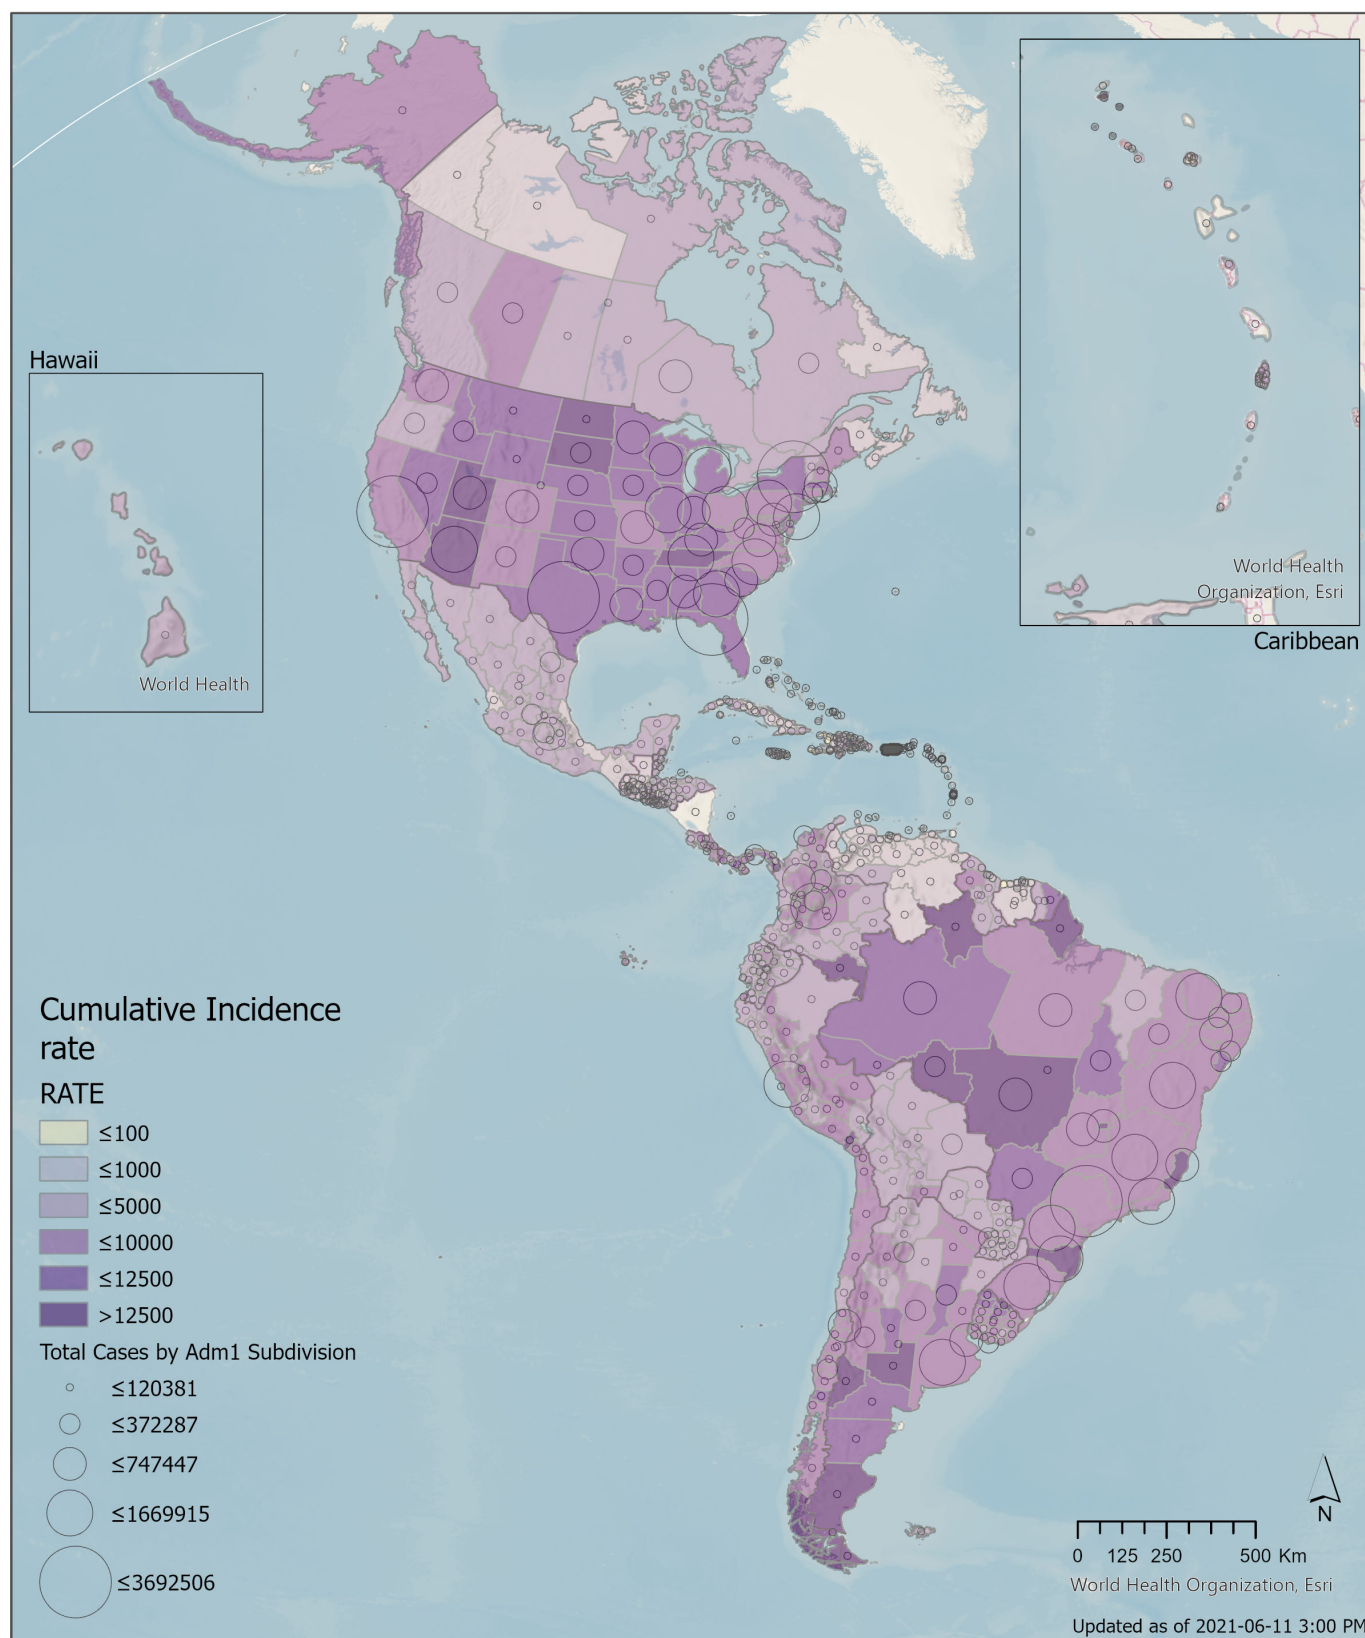 Hawaii
World Health
World Health
Organization, Esri
Caribbean
Cumulative Incidence
rate
RATE
≤100
≤1000
≤5000
≤10000
≤12500
>12500
Total Cases by Adm1 Subdivision
≤120381
≤372287
≤747447
≤1669915
≤3692506
N
0 125 250 500 Km
World Health Organization, Esri
Updated as of 2021-06-11 3:00 PM